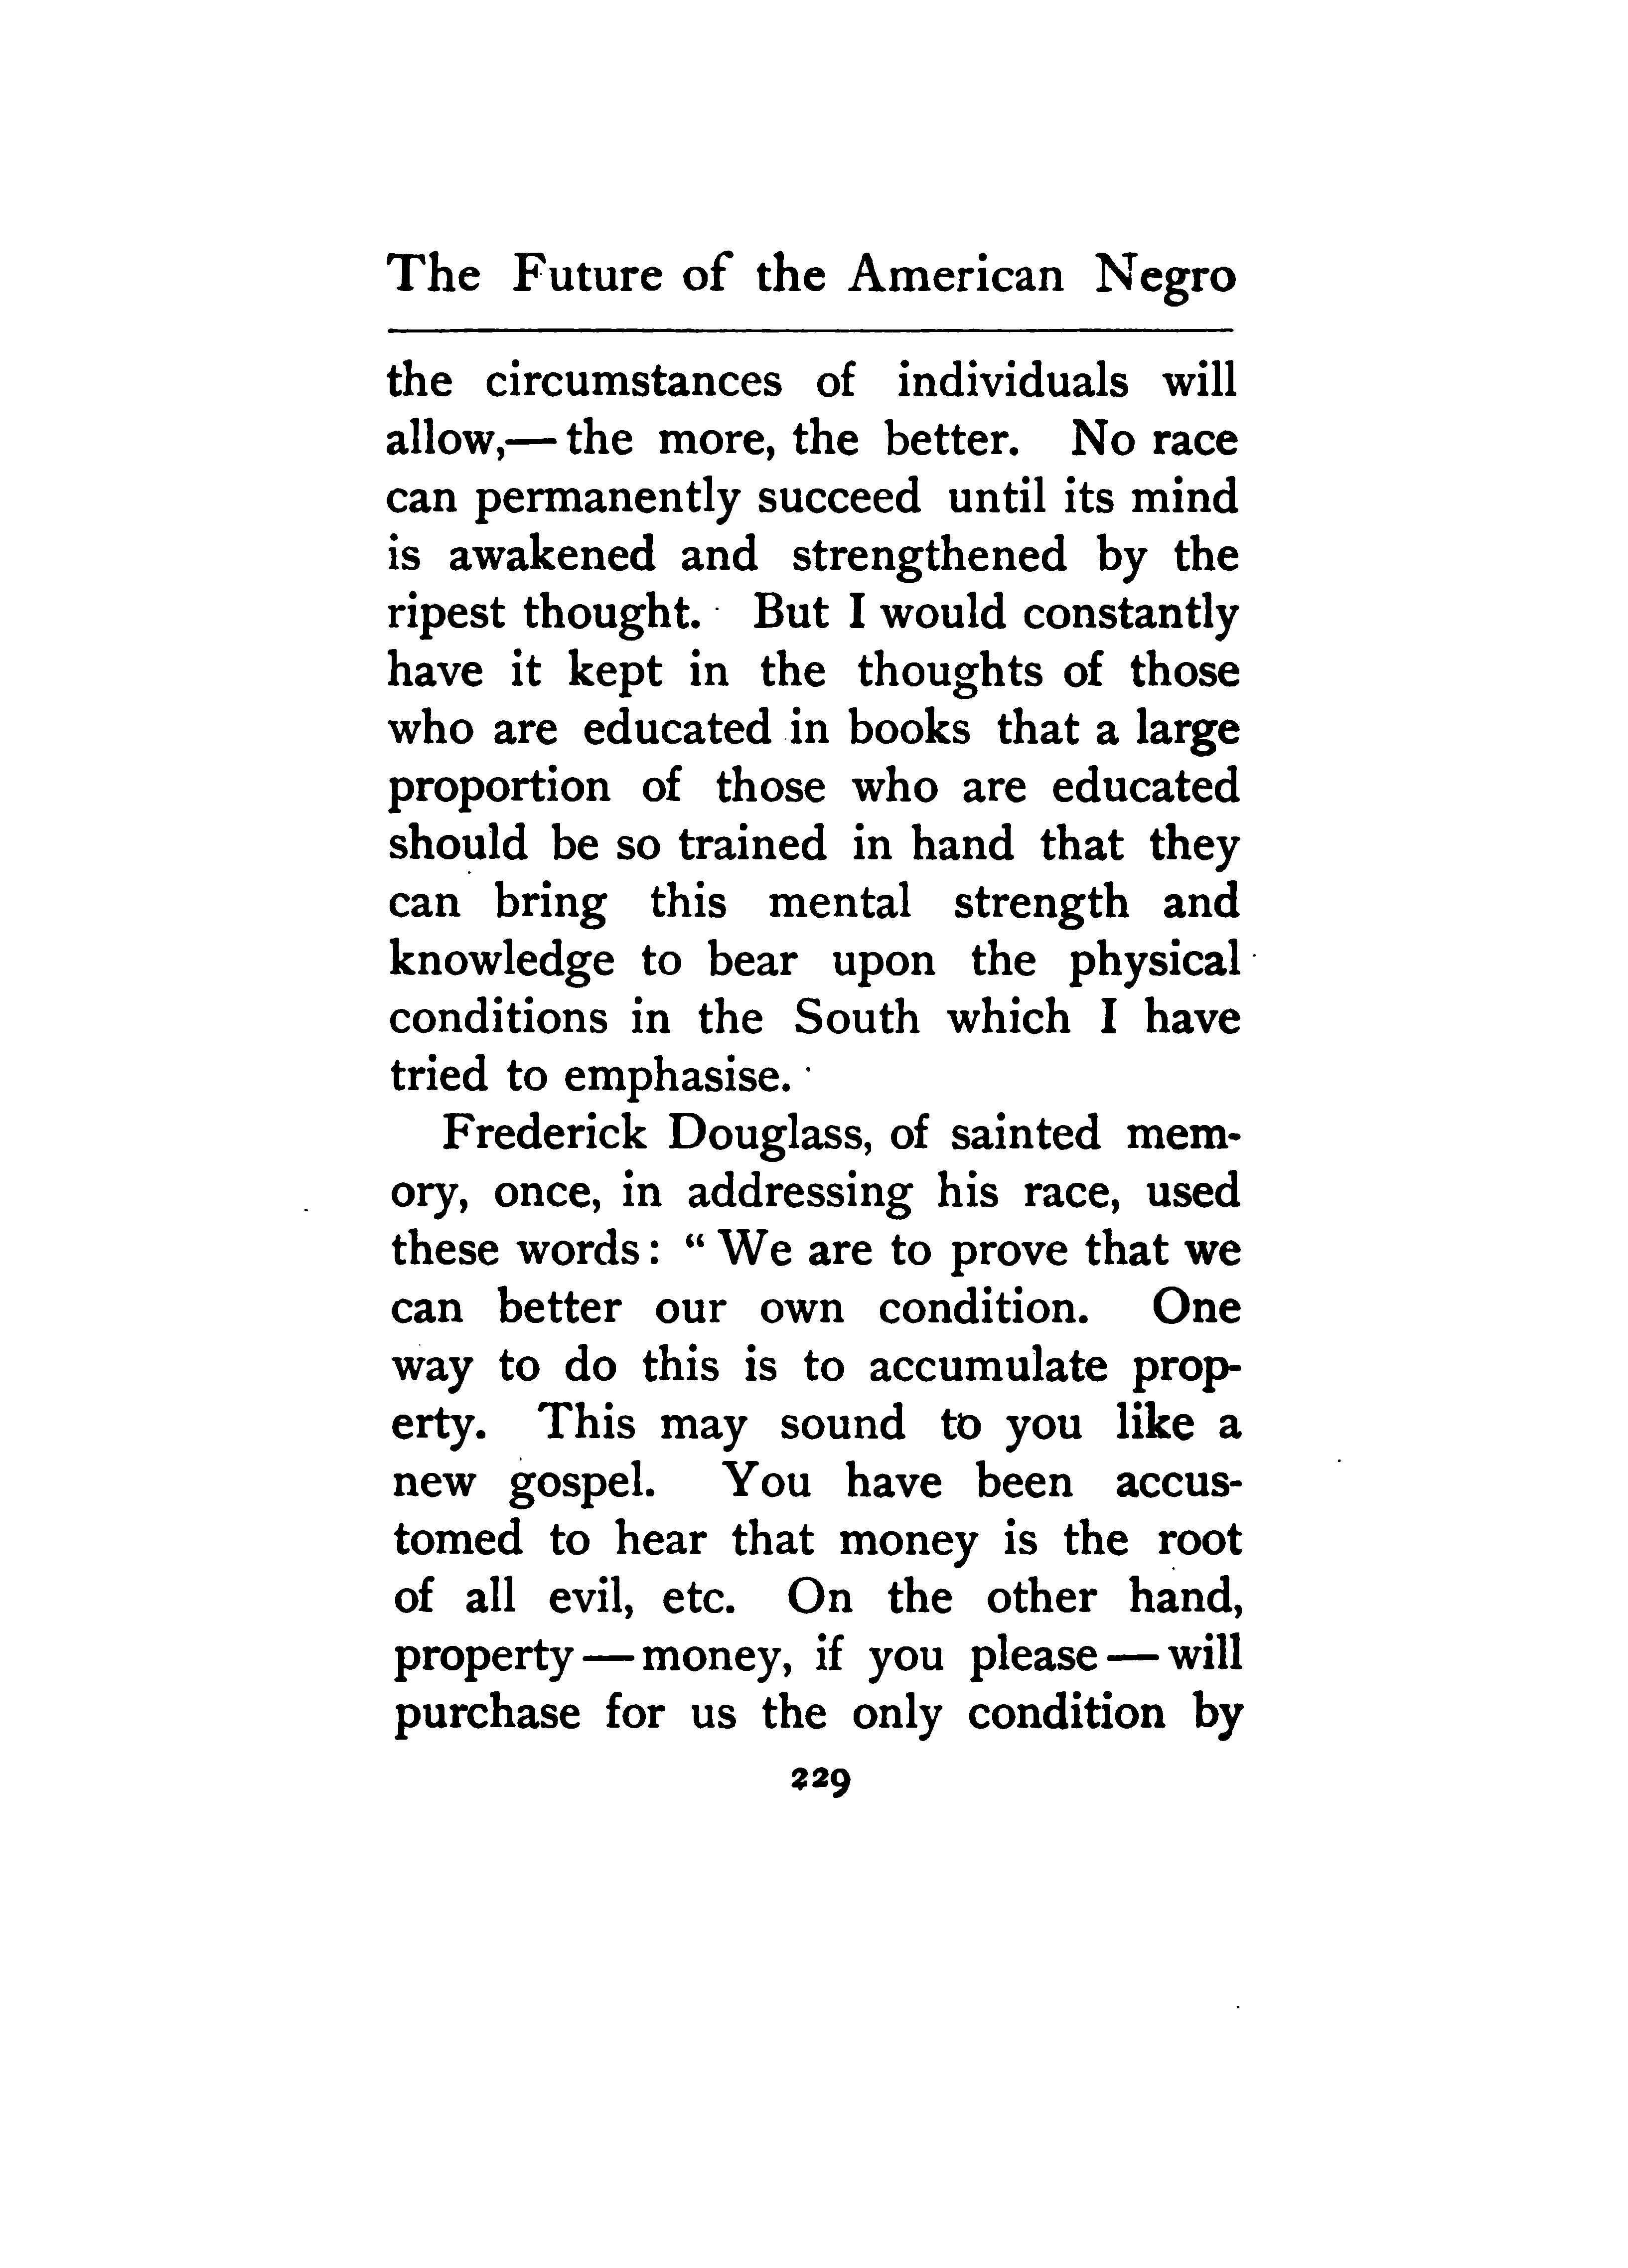 The Future of the American Negro
the circumstances of individuals will
allow,— the more, the better. No race
can permanently succeed until its mind
is awakened and strengthened by the
ripest thought. But I would constantly
have it kept in the thoughts of those
who are educated in books that a large
proportion of those who are educated
should be so trained in hand that they
can bring this mental strength and
knowledge to bear upon the physical
conditions in the South which I have
tried to emphasise.
Frederick Douglass, of sainted mem-
ory, once, in addressing his race, used
these words: “ We are to prove that we
can better our own condition. One
way to do this is to accumulate prop-
erty. This may sound to you like a
new gospel. You have been accus-
tomed to hear that money is the root
of all evil, etc. On the other hand,
property — money, if you please — will
purchase for us the only condition by
229